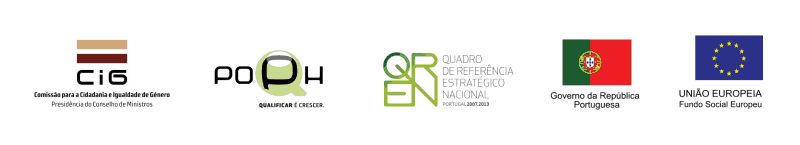 CiG
Comissão para a Cidadania e Igualdade de Género
Presidência do Conselho de Ministros
POPH
QUALIFICAR É CRESCER.
QREN
QUADRO
DE REFERÊNCIA
ESTRATÉGICO
NACIONAL
PORTUGAL 2007.2013
Governo da República
Portuguesa
UNIÃO EUROPEIA
Fundo Social Europeu